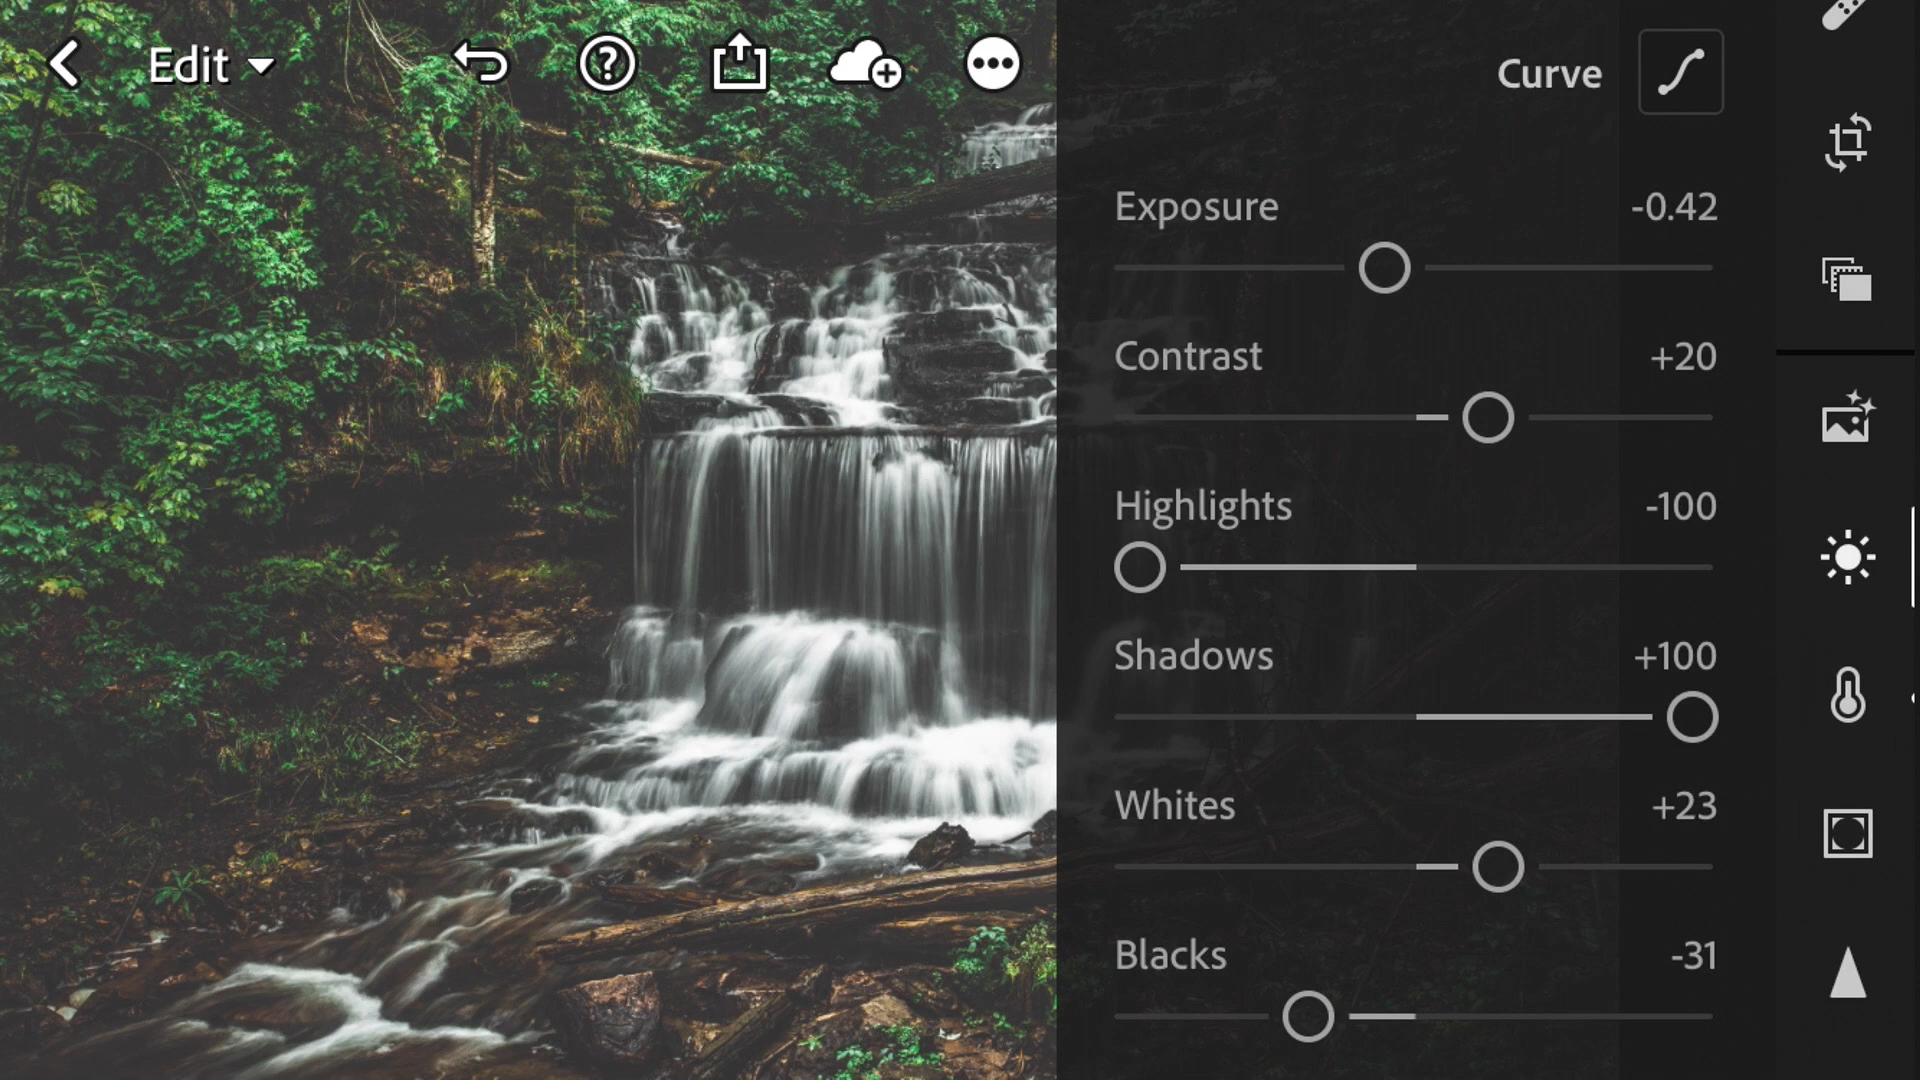 Edit
Curve
Exposure -0.42
Contrast +20
Highlights -100
Shadows +100
Whites +23
Blacks -31